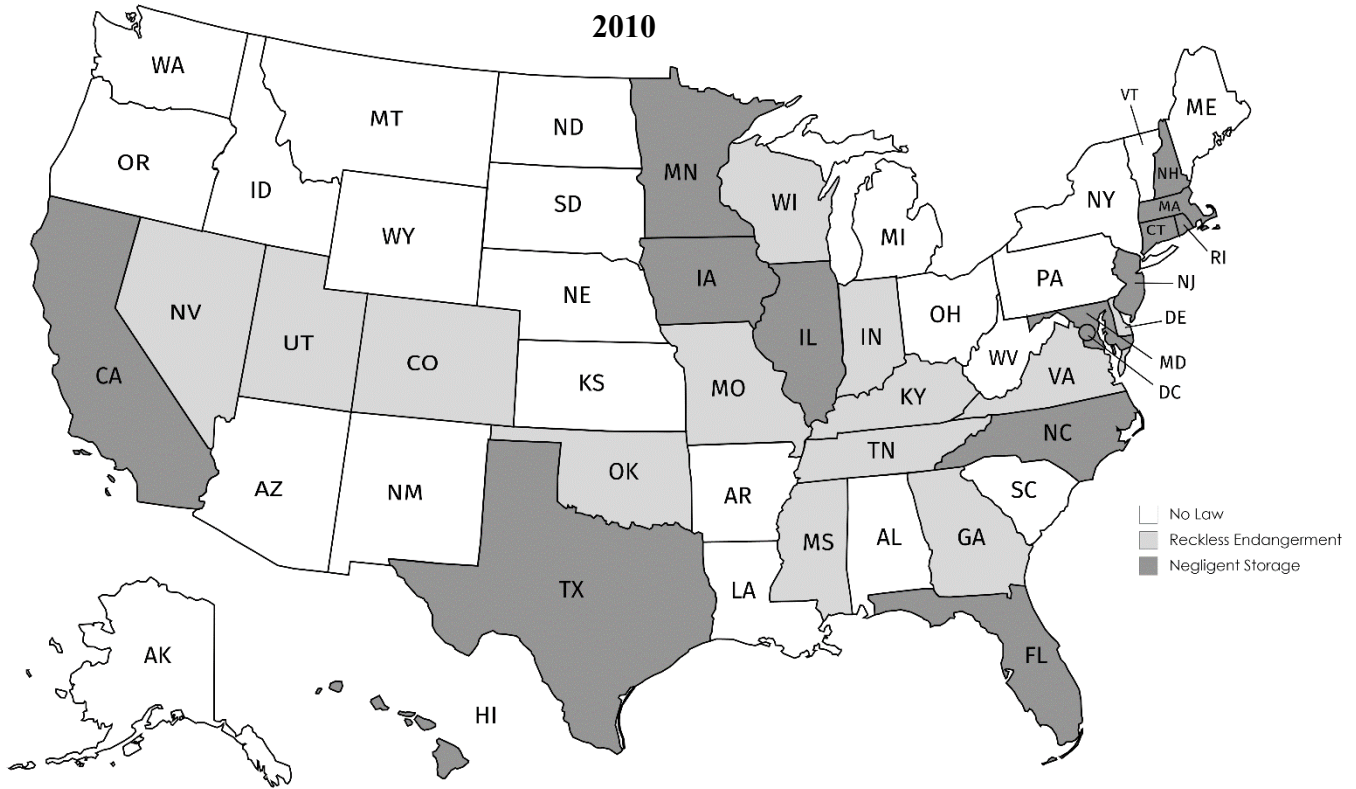 2010
WA
MT
ND
MN
VT
ME
OR
ID
SD
WI
NH
NY
MA
WY
MI
CT
RI
IA
PA
NJ
NE
NV
OH
DE
UT
IL
IN
CO
WV
MD
CA
KS
MO
VA
DC
KY
NC
TN
OK
AZ
NM
AR
SC
No Law
MS
AL
GA
Reckless Endangerment
Negligent Storage
TX
LA
AK
FL
HI